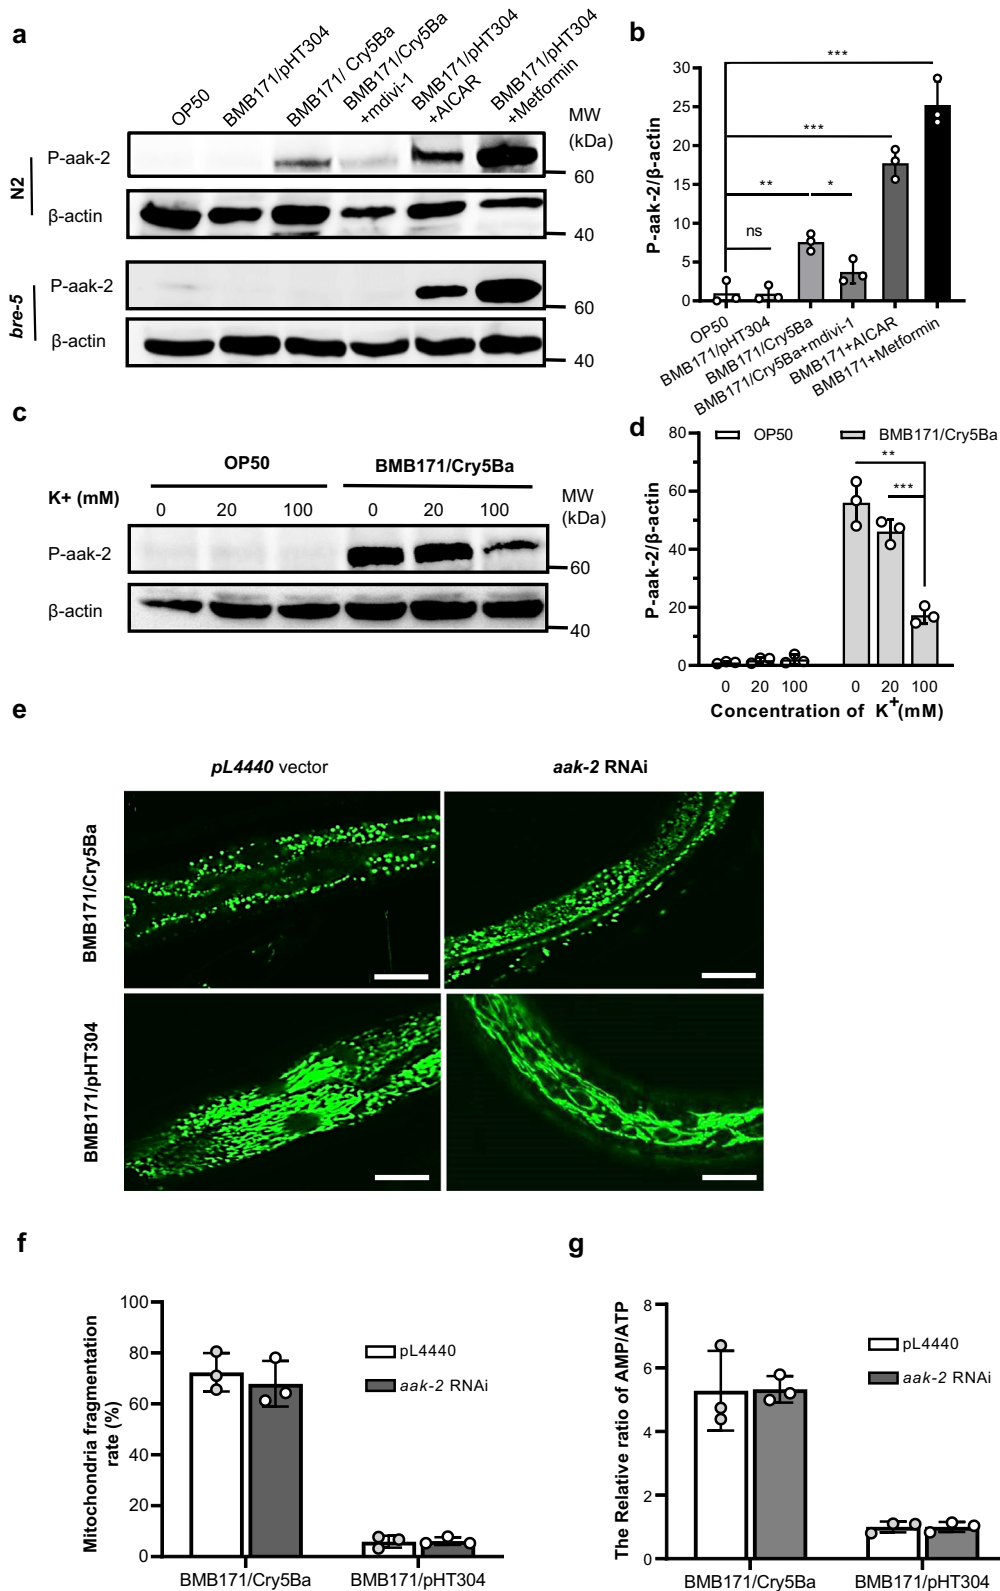 a
OP50
BMB171/pHT304
BMB171/ Cry5Ba
BMB171/Cry5Ba
+mdivi-1
BMB171/pHT304
+AICAR
BMB171/pHT304
+Metformin
MW
(kDa)
N2
P-aak-2
60
β-actin
40
bre-5
P-aak-2
60
β-actin
40
b
P-aak-2/β-actin
30
25
20
15
10
5
0
***
***
**
*
ns
OP50
BMB171/pHT304
BMB171/Cry5Ba
BMB171/Cry5Ba+mdivi-1
BMB171+AICAR
BMB171+Metformin
c
OP50
BMB171/Cry5Ba
K+ (mM)
0
20
100
0
20
100
MW
(kDa)
P-aak-2
60
β-actin
40
d
OP50
BMB171/Cry5Ba
P-aak-2/β-actin
80
60
40
20
0
**
***
0
20
100
0
20
100
Concentration of K+(mM)
e
pL4440 vector
aak-2 RNAi
BMB171/Cry5Ba
BMB171/pHT304
f
Mitochondria fragmentation
rate (%)
100
80
60
40
20
0
pL4440
aak-2 RNAi
BMB171/Cry5Ba
BMB171/pHT304
g
The Relative ratio of AMP/ATP
8
6
4
2
0
pL4440
aak-2 RNAi
BMB171/Cry5Ba
BMB171/pHT304